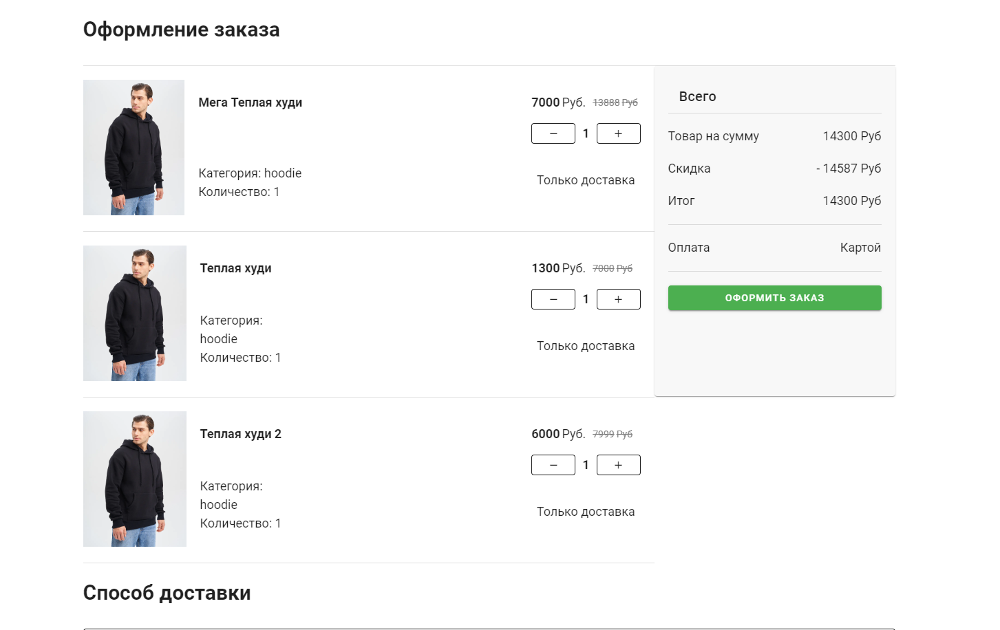 Оформление заказа
Мега Теплая худи
7000 Руб. 13888 Руб
− 1 +
Категория: hoodie
Количество: 1
Только доставка
Теплая худи
1300 Руб. 7000 Руб
− 1 +
Категория:
hoodie
Количество: 1
Только доставка
Теплая худи 2
6000 Руб. 7999 Руб
− 1 +
Категория:
hoodie
Количество: 1
Только доставка
Всего
Товар на сумму 14300 Руб
Скидка - 14587 Руб
Итог 14300 Руб
Оплата Картой
ОФОРМИТЬ ЗАКАЗ
Способ доставки